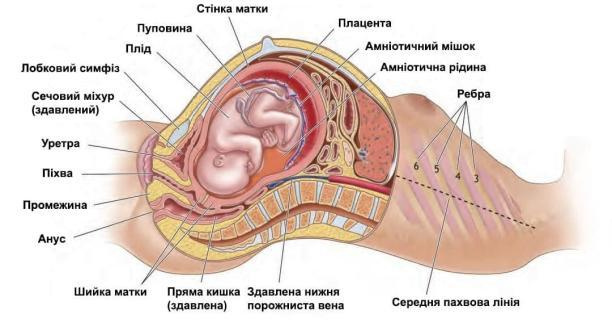 Стінка матки
Пуповина
Плід
Лобковий симфіз
Сечовий міхур
(здавлений)
Уретра
Піхва
Промежина
Анус
Плацента
Амніотичний мішок
Амніотична рідина
Ребра
6
5
4
3
Шийка матки
Пряма кишка
(здавлена)
Здавлена нижня
порожниста вена
Середня пахвова лінія